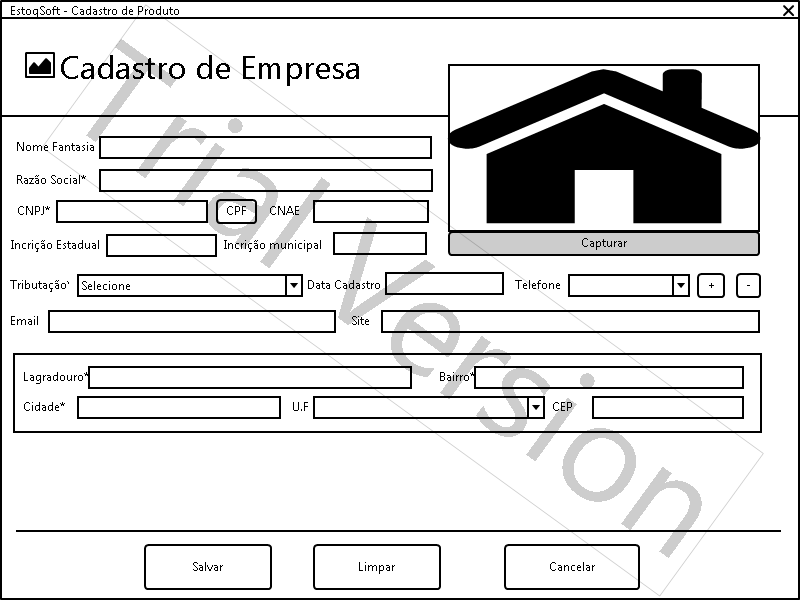 EstoqSoft - Cadastro de Produto
Cadastro de Empresa
Nome Fantasia
Razão Social*
CNPJ* CPF CNAE
Incrição Estadual Incrição municipal
Capturar
Tributação* Selecione Data Cadastro Telefone + -
Email Site
Lagradouro* Bairro*
Cidade* U.F CEP
Salvar Limpar Cancelar
Trial Version